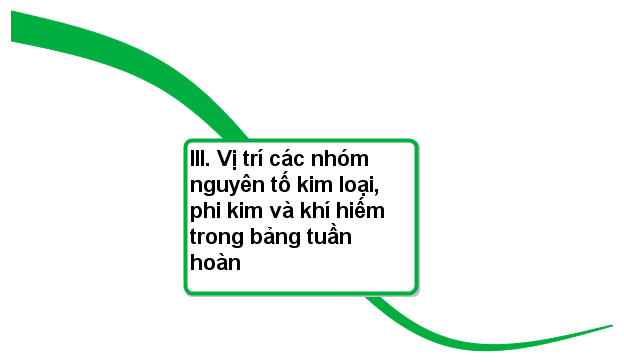 III. Vị trí các nhóm
nguyên tố kim loại,
phi kim và khí hiếm
trong bảng tuần
hoàn